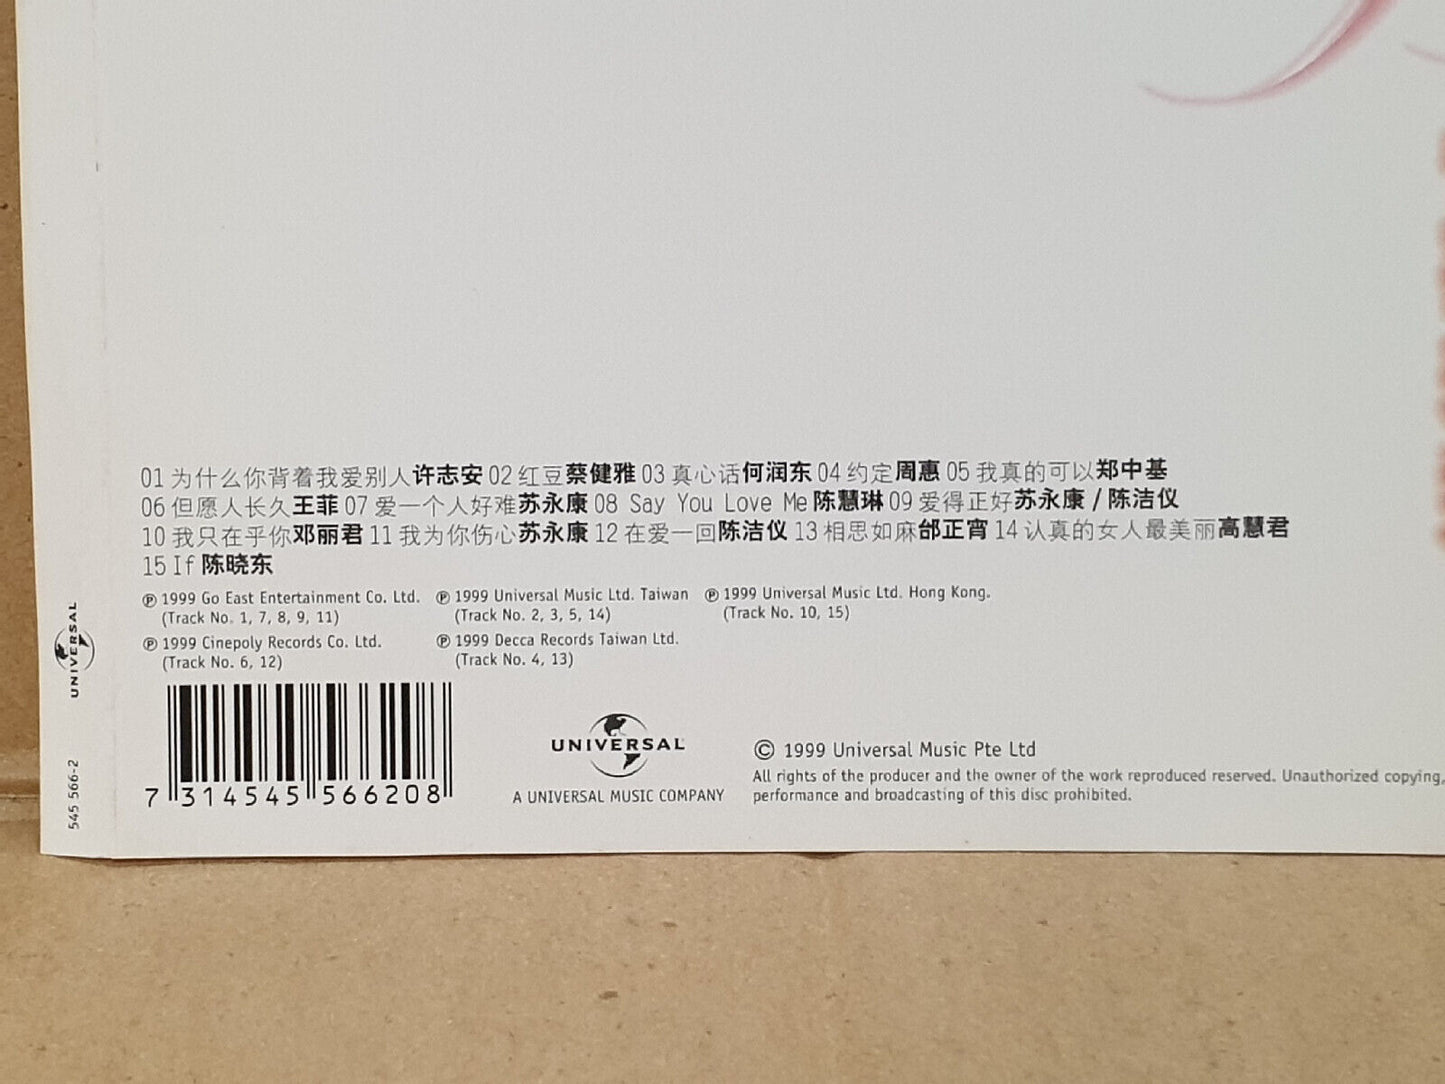 01 为什么你背着我爱别人许志安 02 红豆蔡健雅 03 真心话何润东 04 约定周惠 05 我真的可以郑中基
06 但愿人长久王菲 07 爱一个人好难苏永康 08 Say You Love Me 陈慧琳 09 爱得正好苏永康 / 陈洁仪
10 我只在乎你邓丽君 11 我为你伤心苏永康 12 在爱一回陈洁仪 13 相思如麻邰正宵 14 认真的女人最美丽高慧君
15 If 陈晓东
℗ 1999 Go East Entertainment Co. Ltd.
(Track No. 1, 7, 8, 9, 11)
℗ 1999 Universal Music Ltd. Taiwan
(Track No. 2, 3, 5, 14)
℗ 1999 Universal Music Ltd. Hong Kong.
(Track No. 10, 15)
℗ 1999 Cinepoly Records Co. Ltd.
(Track No. 6, 12)
℗ 1999 Decca Records Taiwan Ltd.
(Track No. 4, 13)
7 314545 566208
UNIVERSAL
A UNIVERSAL MUSIC COMPANY
© 1999 Universal Music Pte Ltd
All rights of the producer and the owner of the work reproduced reserved. Unauthorized copying,
performance and broadcasting of this disc prohibited.
UNIVERSAL
545 566-2